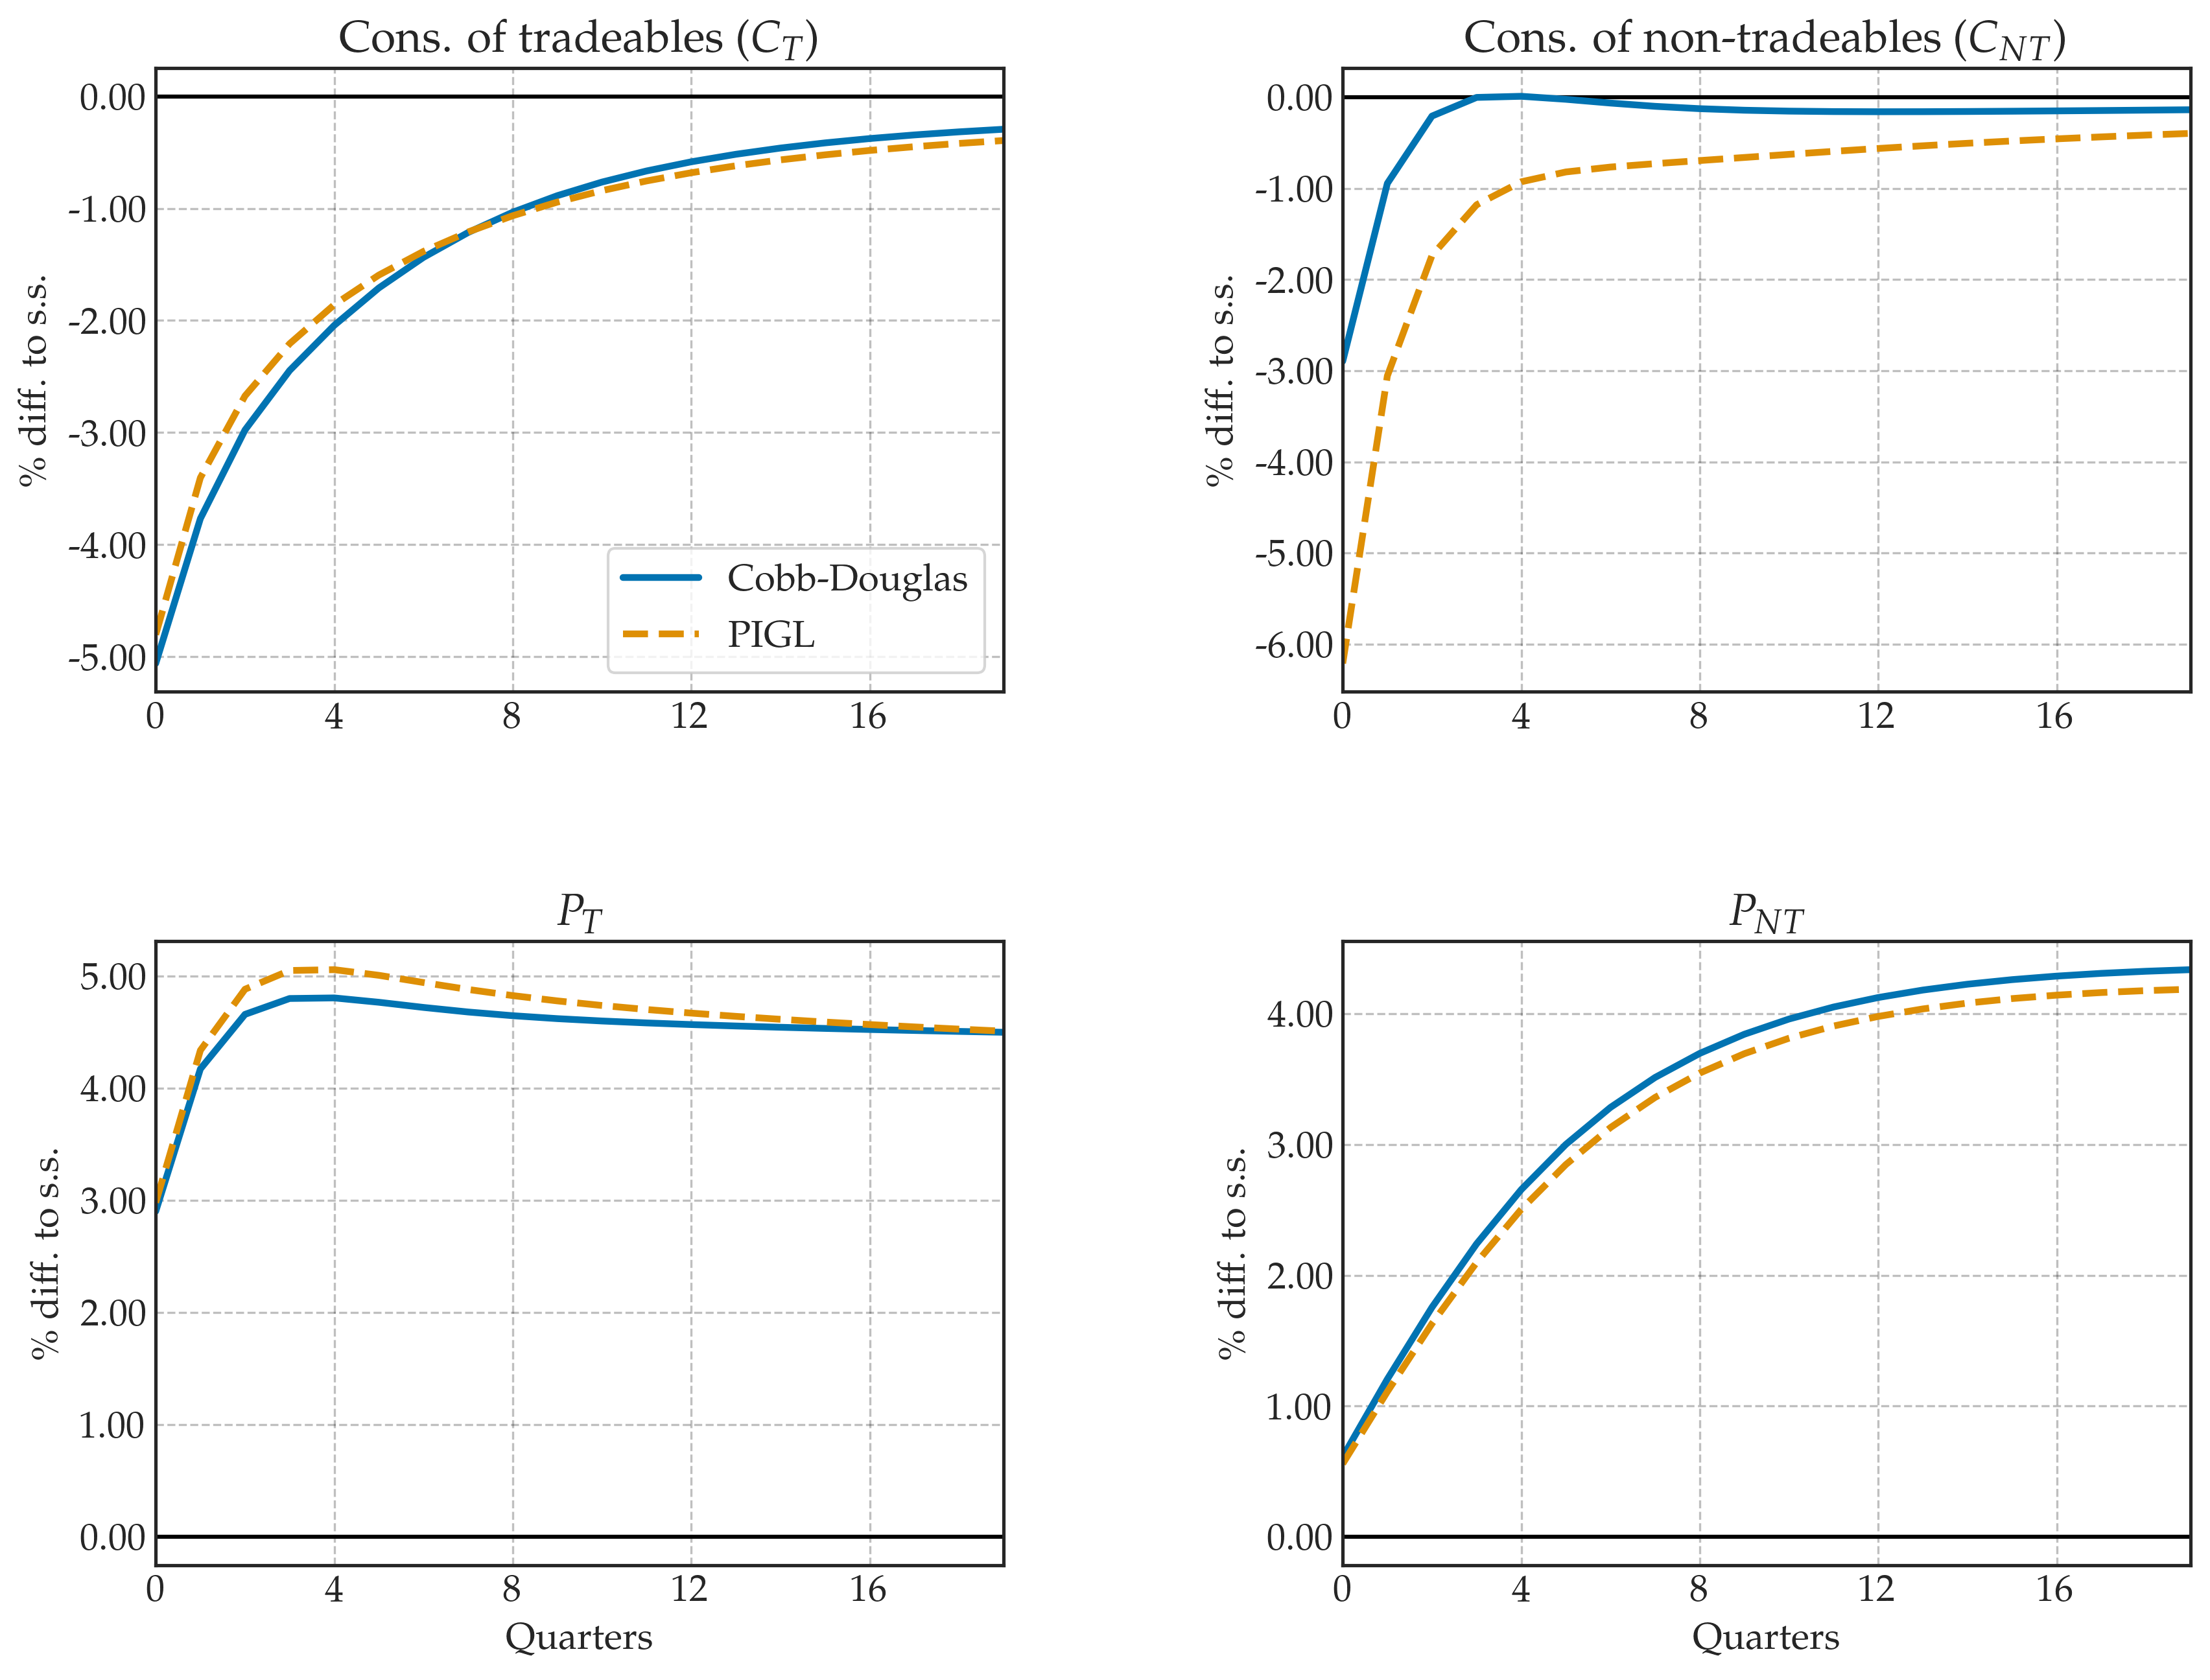 Cons. of tradeables (C_T)
% diff. to s.s.
0.00
-1.00
-2.00
-3.00
-4.00
-5.00
0 4 8 12 16
Cobb-Douglas
PIGL
Cons. of non-tradeables (C_NT)
% diff. to s.s.
0.00
-1.00
-2.00
-3.00
-4.00
-5.00
-6.00
0 4 8 12 16
P_T
% diff. to s.s.
5.00
4.00
3.00
2.00
1.00
0.00
0 4 8 12 16
Quarters
P_NT
% diff. to s.s.
4.00
3.00
2.00
1.00
0.00
0 4 8 12 16
Quarters